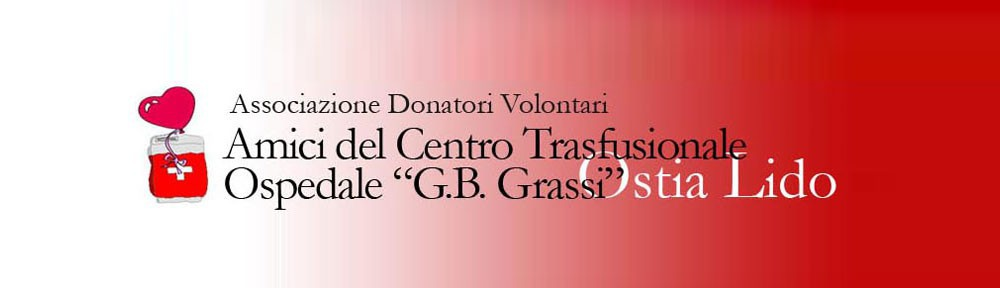 Associazione Donatori Volontari
Amici del Centro Trasfusionale
Ospedale “G.B. Grassi”
Ostia Lido